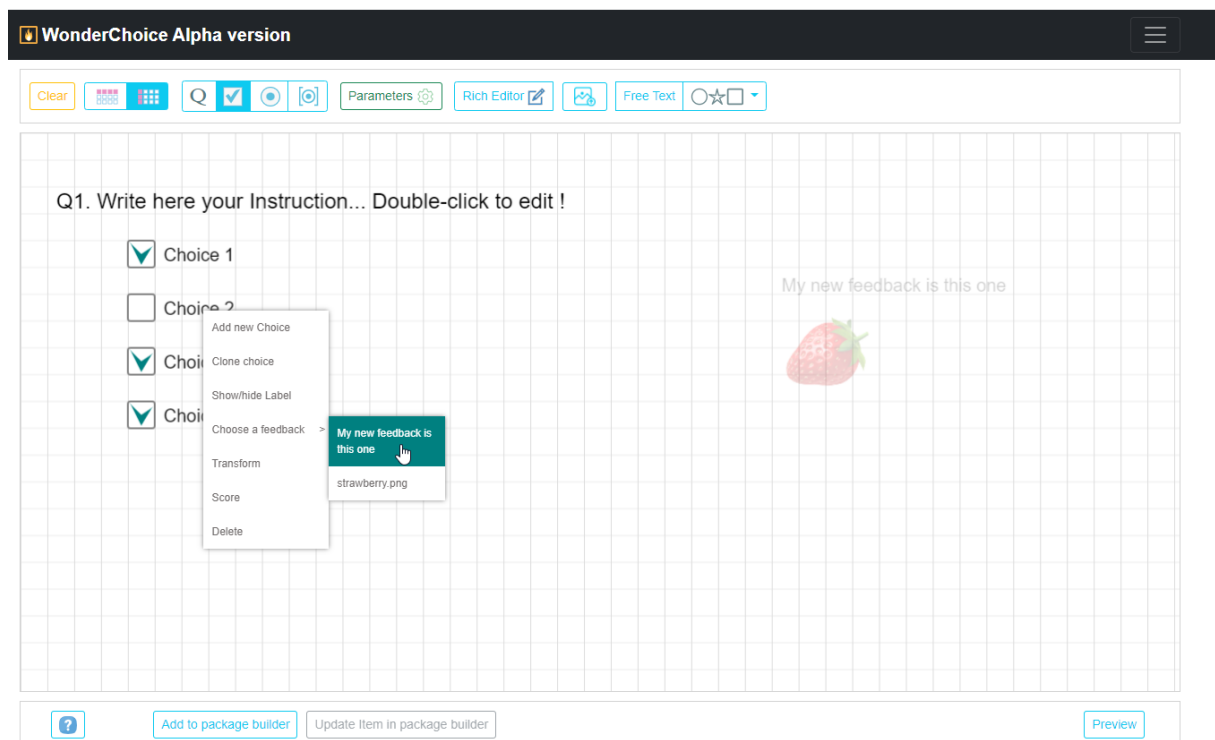 WonderChoice Alpha version
Clear
Q
Parameters
Rich Editor
Free Text
Q1. Write here your Instruction... Double-click to edit !
Choice 1
My new feedback is this one
Choice 2
Add new Choice
Choi
Clone choice
Show/hide Label
Choi
Choose a feedback >
My new feedback is
this one
Transform
strawberry.png
Score
Delete
?
Add to package builder
Update Item in package builder
Preview